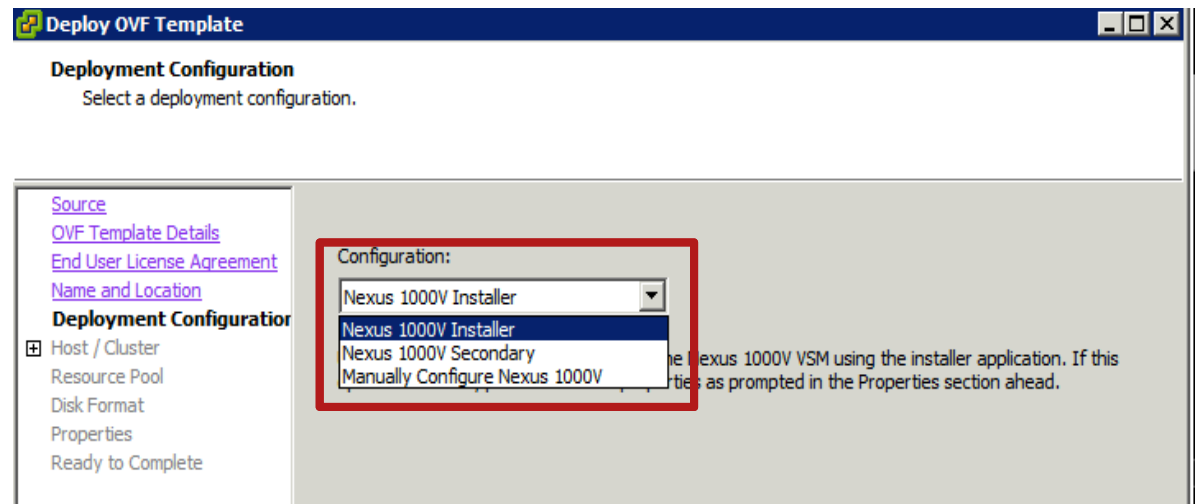 Deploy OVF Template
Deployment Configuration
Select a deployment configuration.
Source
OVF Template Details
End User License Agreement
Name and Location
Deployment Configuration
Host / Cluster
Resource Pool
Disk Format
Properties
Ready to Complete
Configuration:
Nexus 1000V Installer
Nexus 1000V Installer
Nexus 1000V Secondary
Manually Configure Nexus 1000V
Nexus 1000V VSM using the installer application. If this
as prompted in the Properties section ahead.